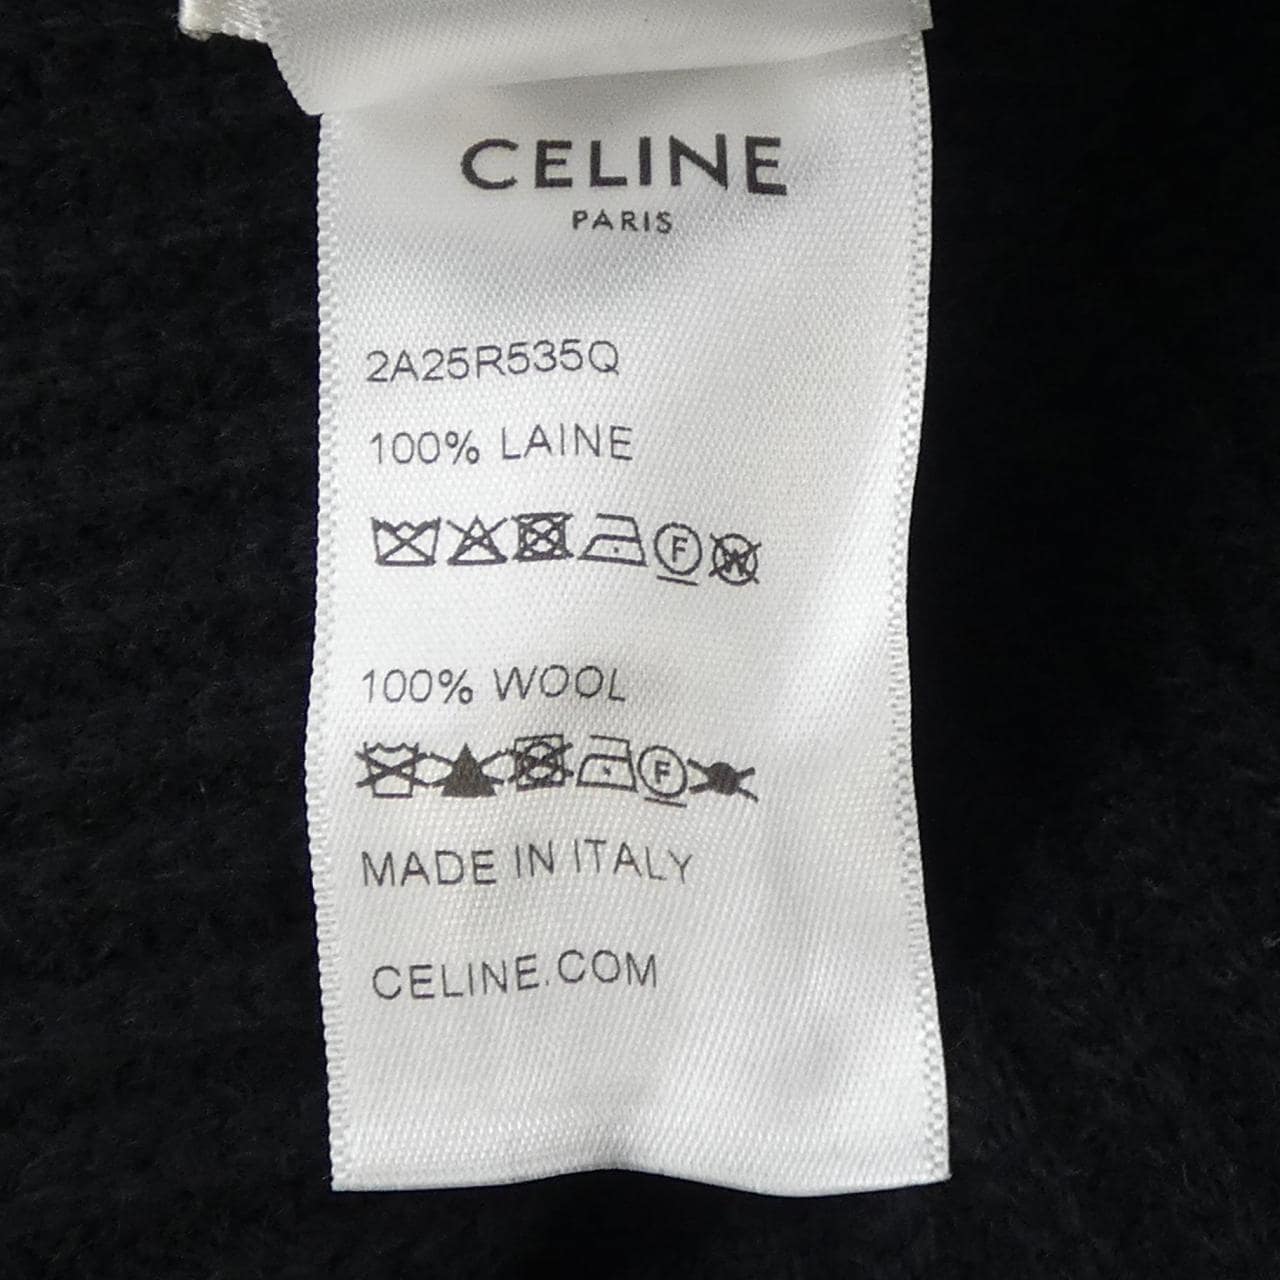 CELINE
PARIS
2A25R535Q
100% LAINE
F W
100% WOOL
F
MADE IN ITALY
CELINE.COM